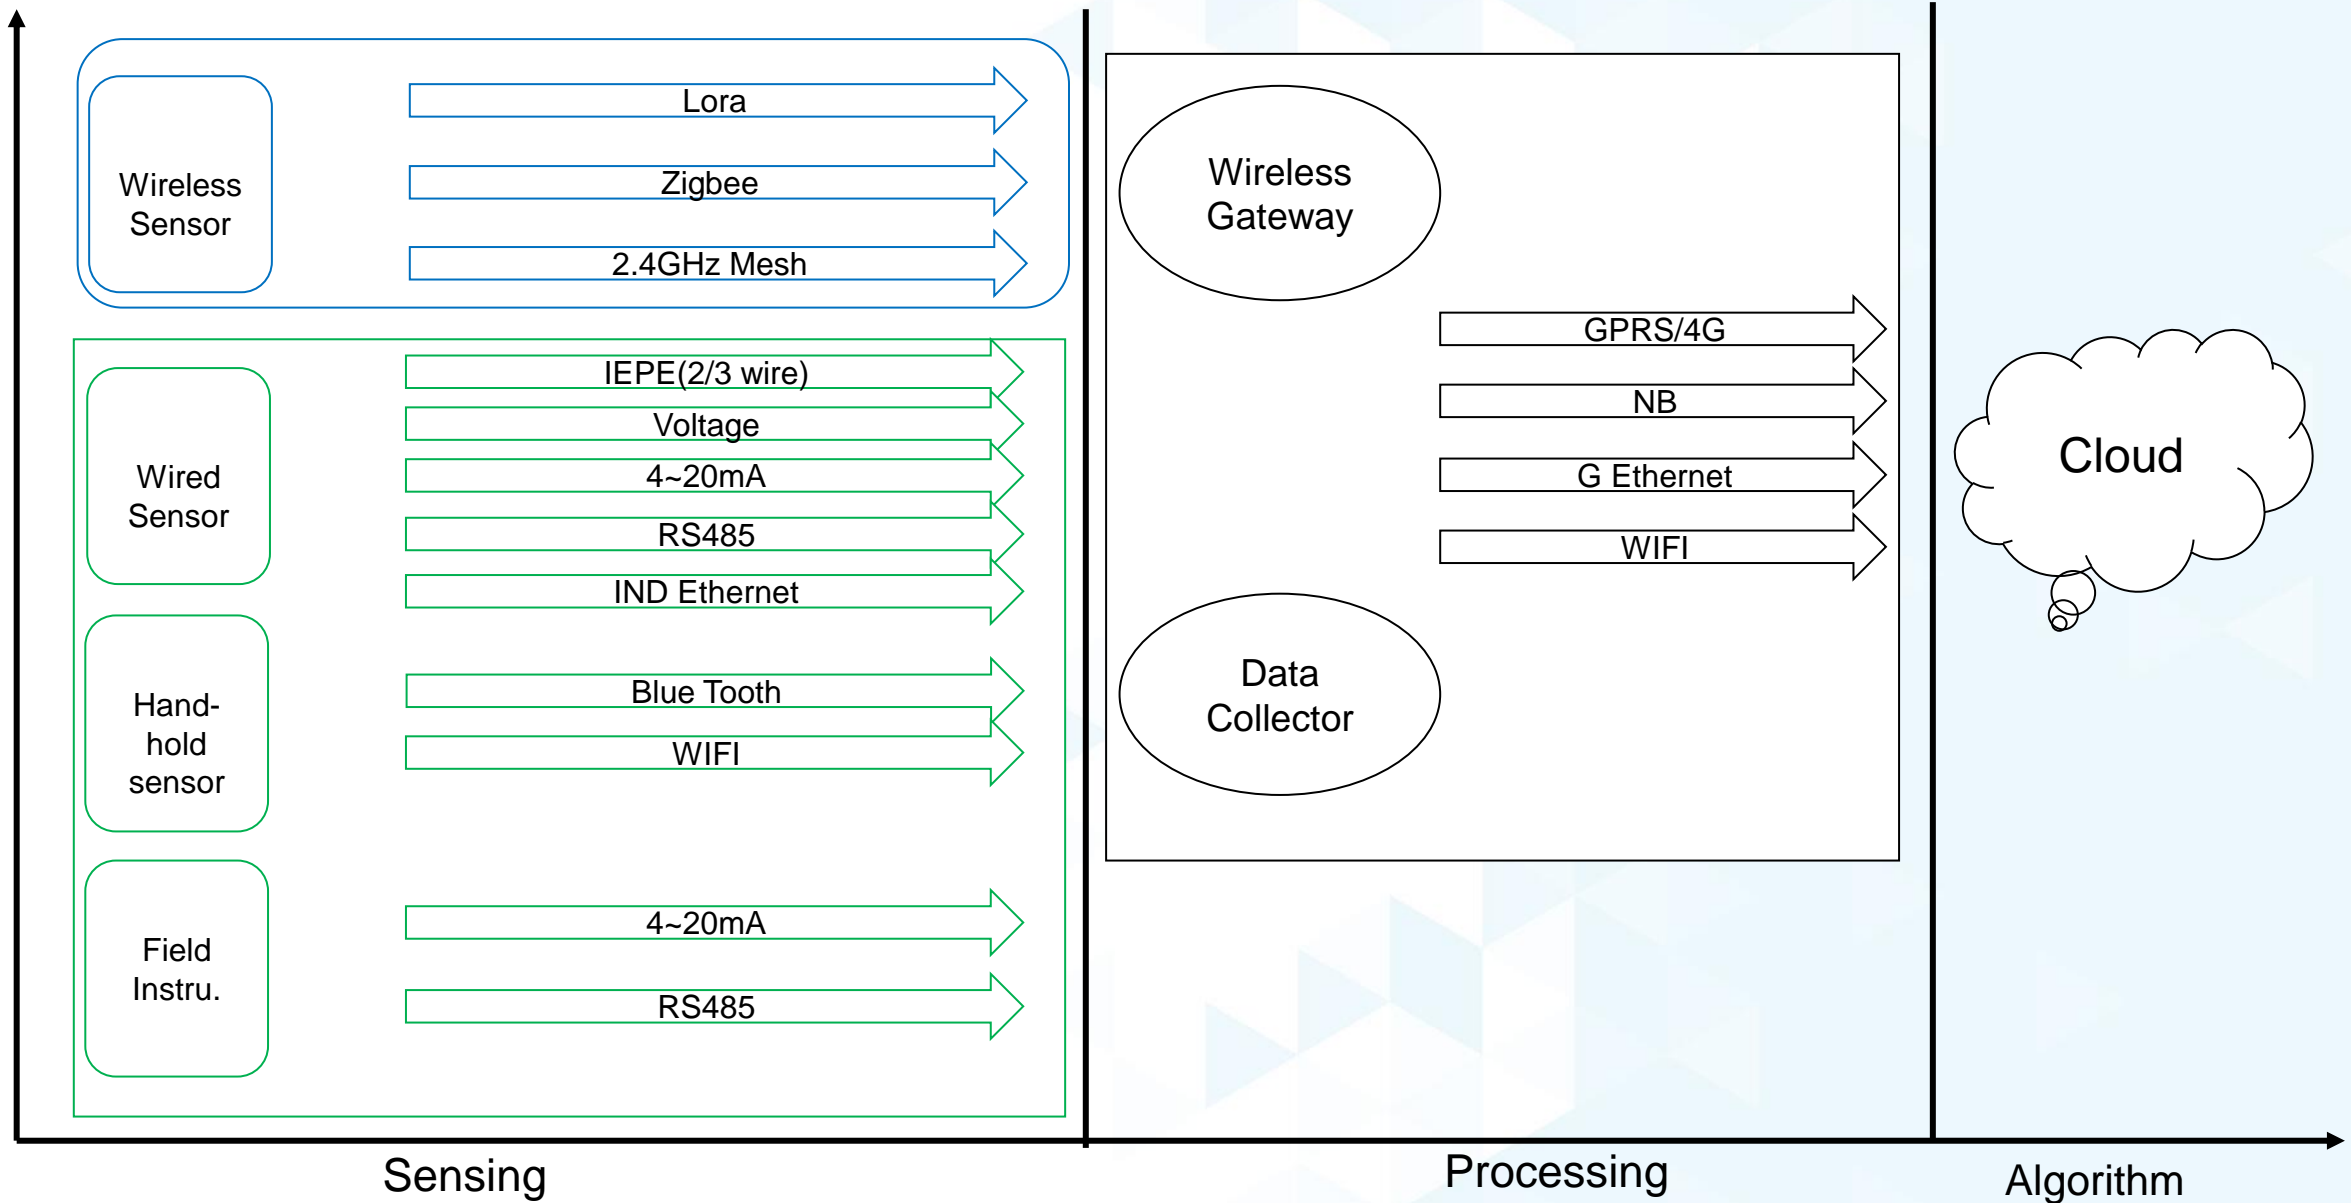 Wireless
Sensor
Lora
Zigbee
2.4GHz Mesh
Wired
Sensor
IEPE(2/3 wire)
Voltage
4~20mA
RS485
IND Ethernet
Hand-
hold
sensor
Blue Tooth
WIFI
Field
Instru.
4~20mA
RS485
Wireless
Gateway
GPRS/4G
NB
G Ethernet
WIFI
Data
Collector
Cloud
Sensing
Processing
Algorithm